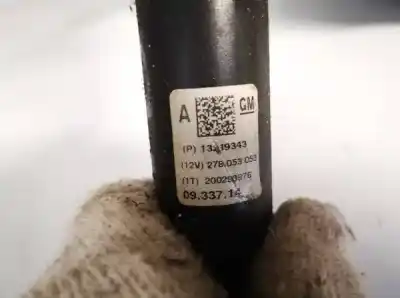 A GM
(P) 13219343
(12V) 278.053.053
(1T) 200280976
09.337.14